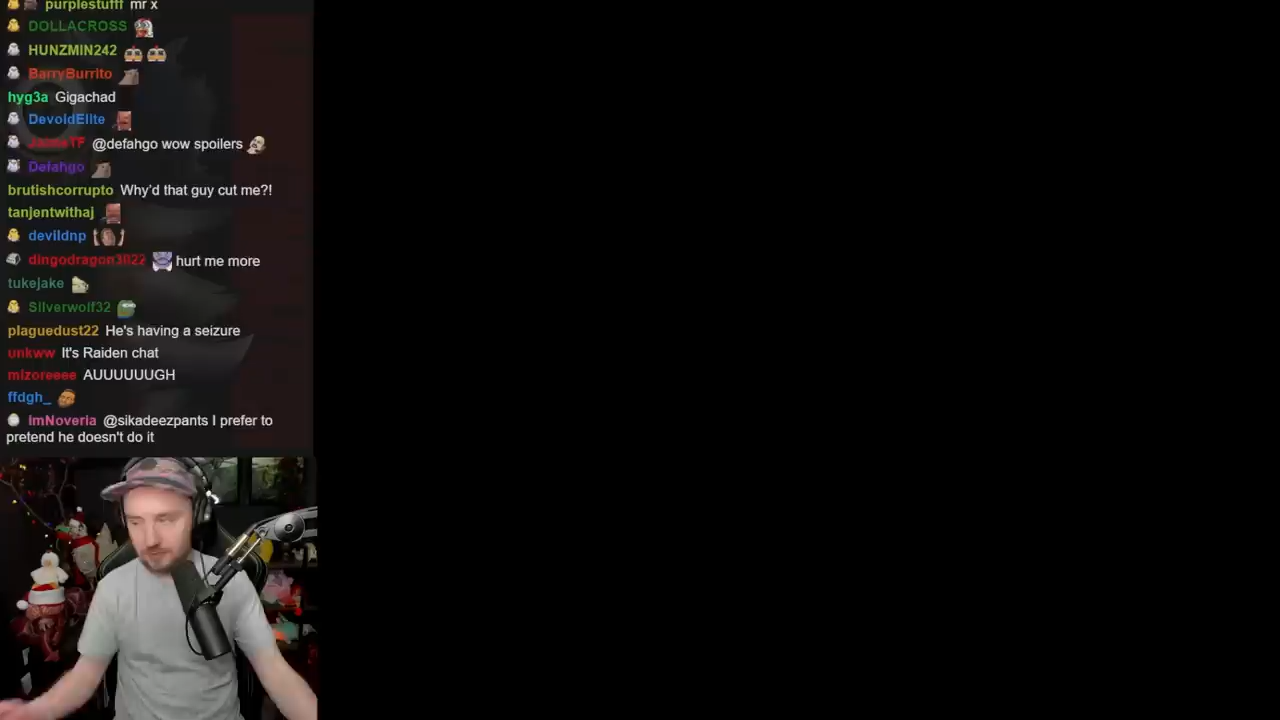 purplestufff mr x
DOLLACROSS
HUNZMIN242
BarryBurrito
hyg3a Gigachad
DevoidElite
JaimeTF @defahgo wow spoilers
Defahgo
brutishcorrupto Why'd that guy cut me?!
tanjentwithaj
devildnp
dingodragon3022 hurt me more
tukejake
Silverwolf32
plaguedust22 He's having a seizure
unkww It's Raiden chat
mizoreeee AUUUUUUGH
ffdgh_
ImNoveria @sikadeezpants I prefer to
pretend he doesn't do it